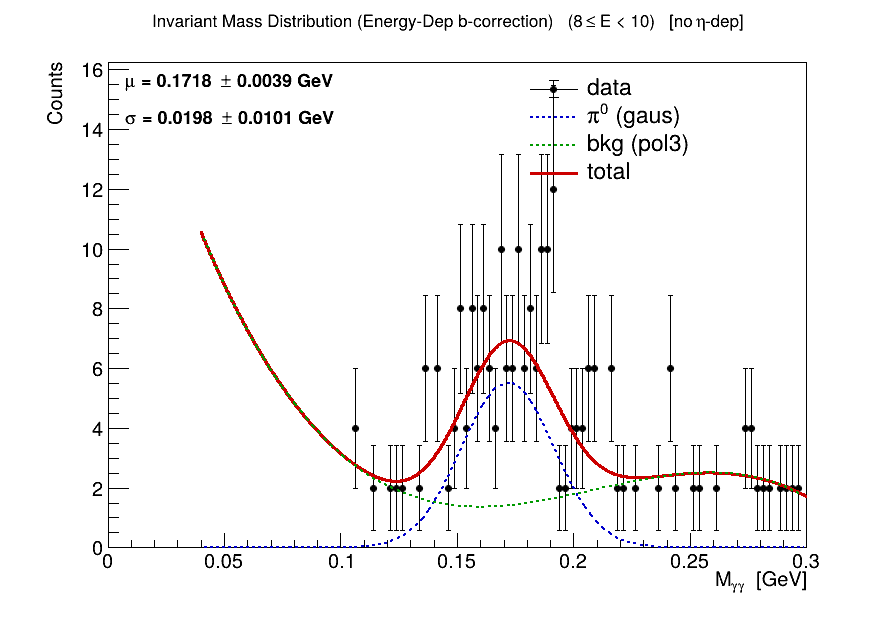 Invariant Mass Distribution (Energy-Dep b-correction) (8 ≤ E < 10) [no η-dep]
Counts
μ = 0.1718 ± 0.0039 GeV
σ = 0.0198 ± 0.0101 GeV
data
π⁰ (gaus)
bkg (pol3)
total
16
14
12
10
8
6
4
2
0
0 0.05 0.1 0.15 0.2 0.25 0.3
Mγγ [GeV]